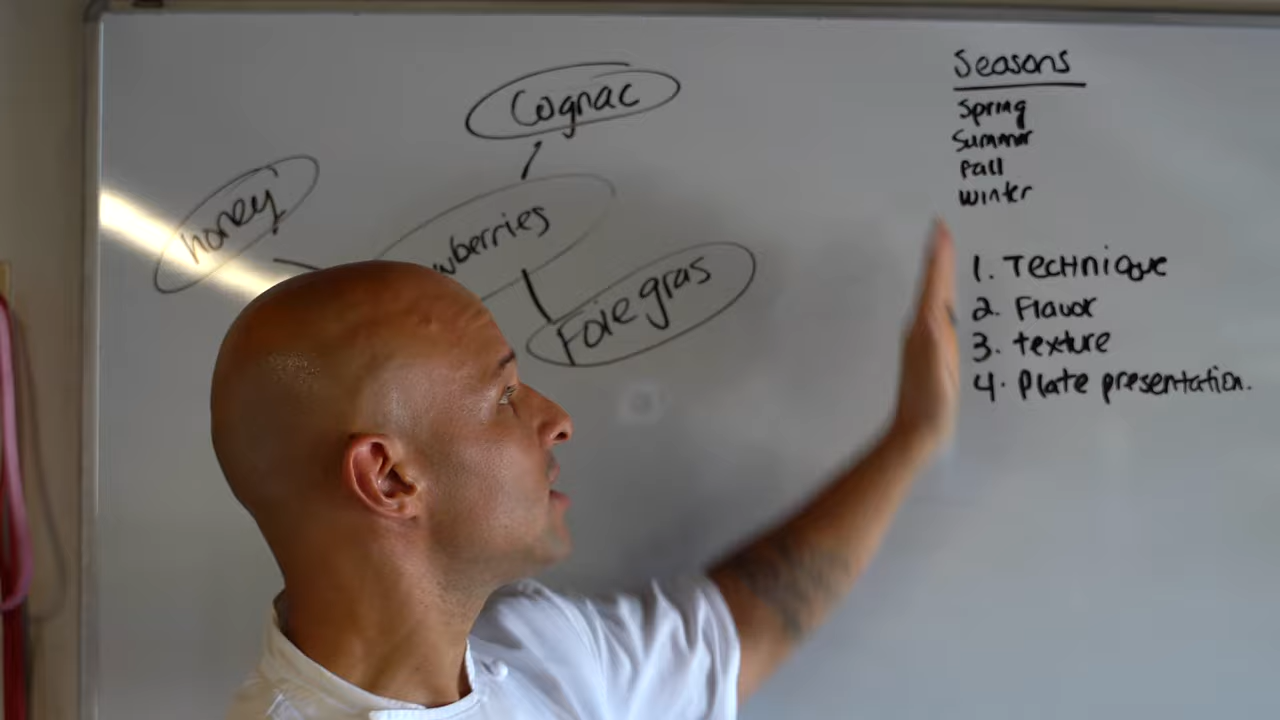 Cognac
honey
wberries
Foie gras
Seasons
Spring
Summer
Fall
Winter
1. Technique
2. Flavor
3. texture
4. Plate presentation.